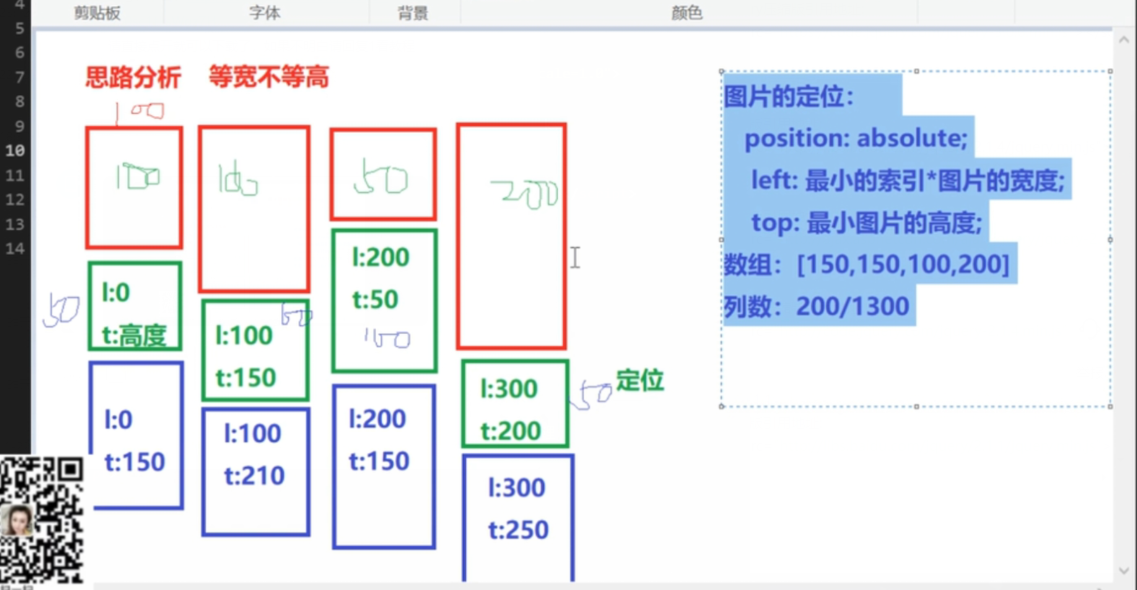 4
剪贴板 字体 背景 颜色
5
6
7
8
9
10
11
12
13
14
思路分析 等宽不等高
100
100
50
200
l:0
t:高度
50
l:100
t:150
60
l:200
t:50
100
l:300
t:200
50
定位
l:0
t:150
l:100
t:210
l:200
t:150
l:300
t:250
图片的定位：
position: absolute;
left: 最小的索引*图片的宽度;
top: 最小图片的高度;
数组：[150,150,100,200]
列数：200/1300